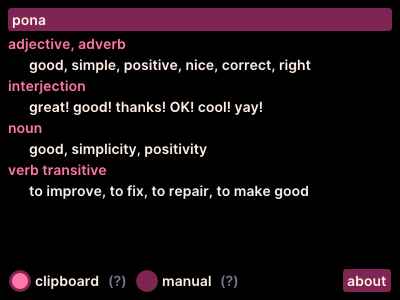 pona
adjective, adverb
good, simple, positive, nice, correct, right
interjection
great! good! thanks! OK! cool! yay!
noun
good, simplicity, positivity
verb transitive
to improve, to fix, to repair, to make good
clipboard (?) manual (?) about